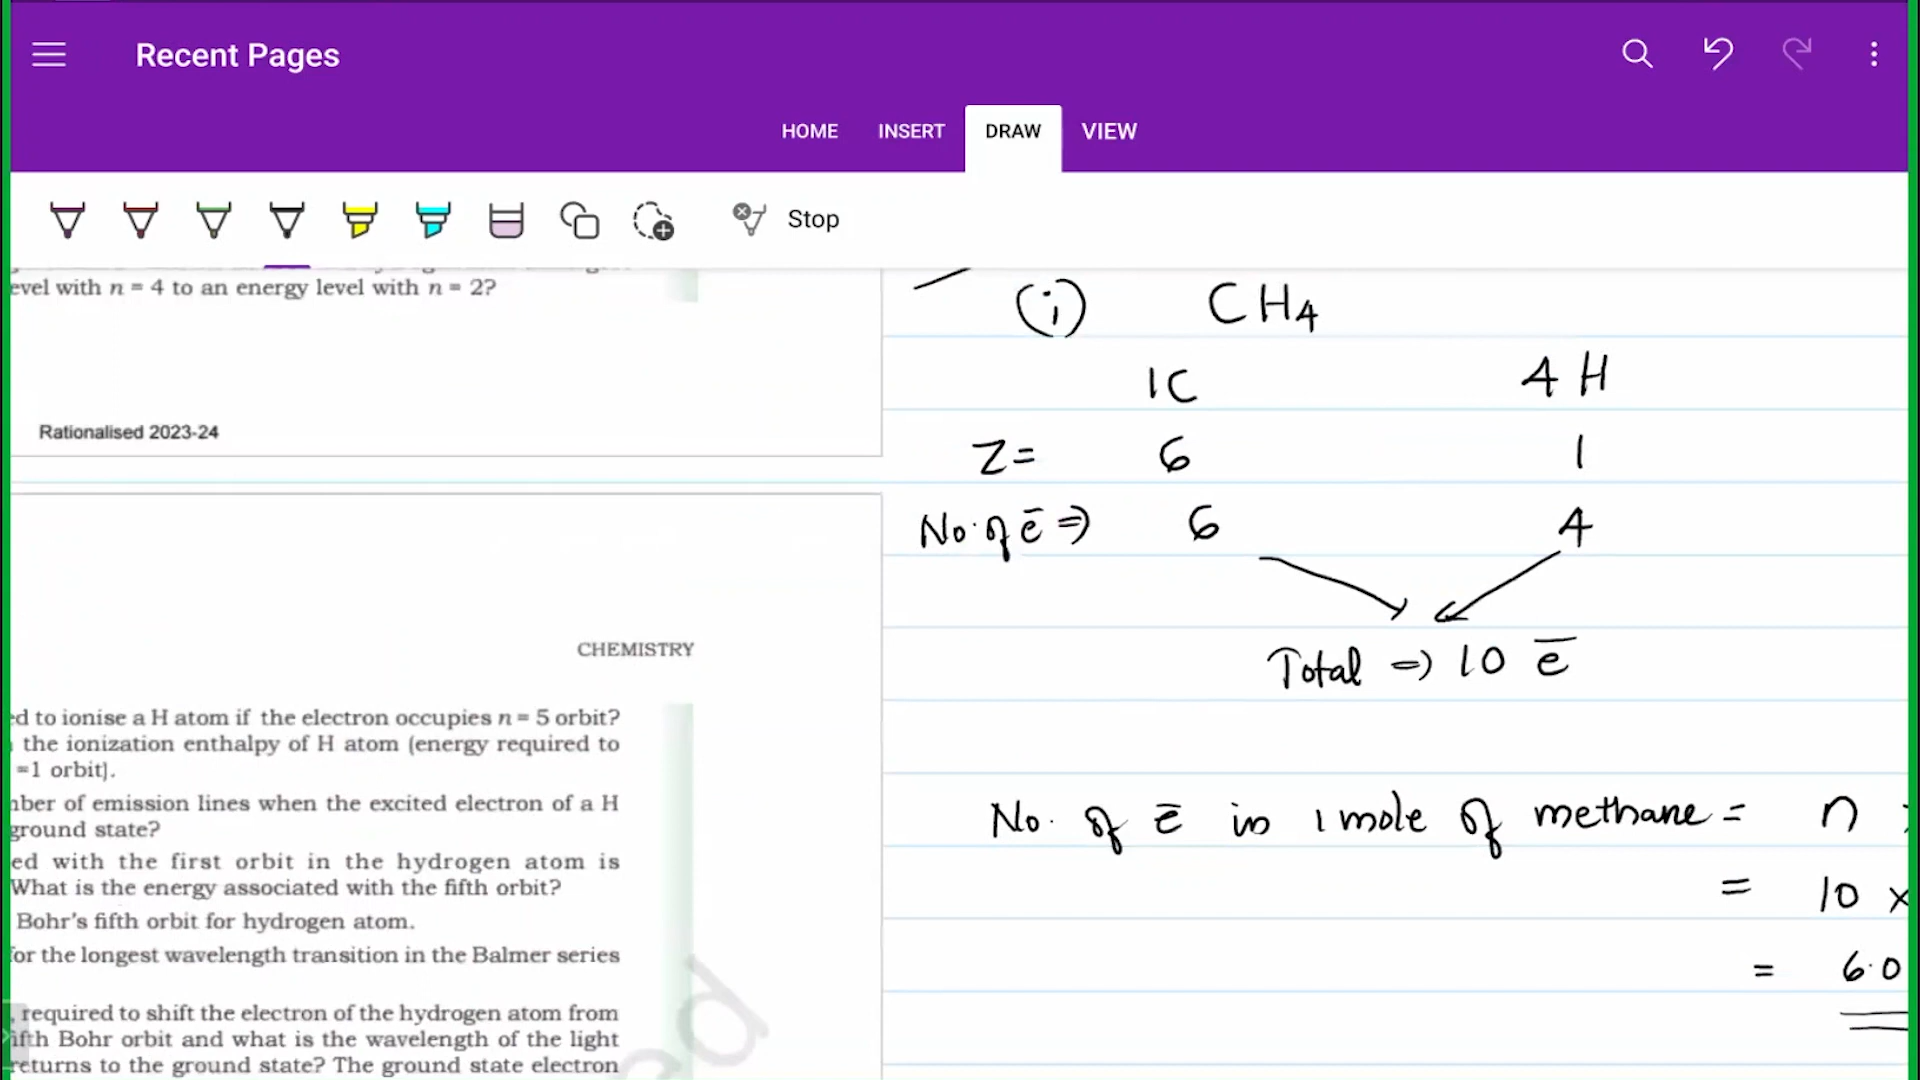 Recent Pages
HOME INSERT DRAW VIEW
Stop
evel with n = 4 to an energy level with n = 2?
Rationalised 2023-24
CHEMISTRY
ed to ionise a H atom if the electron occupies n = 5 orbit?
the ionization enthalpy of H atom (energy required to
=1 orbit).
ber of emission lines when the excited electron of a H
ground state?
ed with the first orbit in the hydrogen atom is
What is the energy associated with the fifth orbit?
Bohr's fifth orbit for hydrogen atom.
for the longest wavelength transition in the Balmer series
required to shift the electron of the hydrogen atom from
ifth Bohr orbit and what is the wavelength of the light
returns to the ground state? The ground state electron
(i) CH4
1C 4 H
Z = 6 1
No. of e̅ ⇒ 6 4
Total ⇒ 10 e̅
No. of e̅ in 1 mole of methane = n
= 10 ×
= 6.0